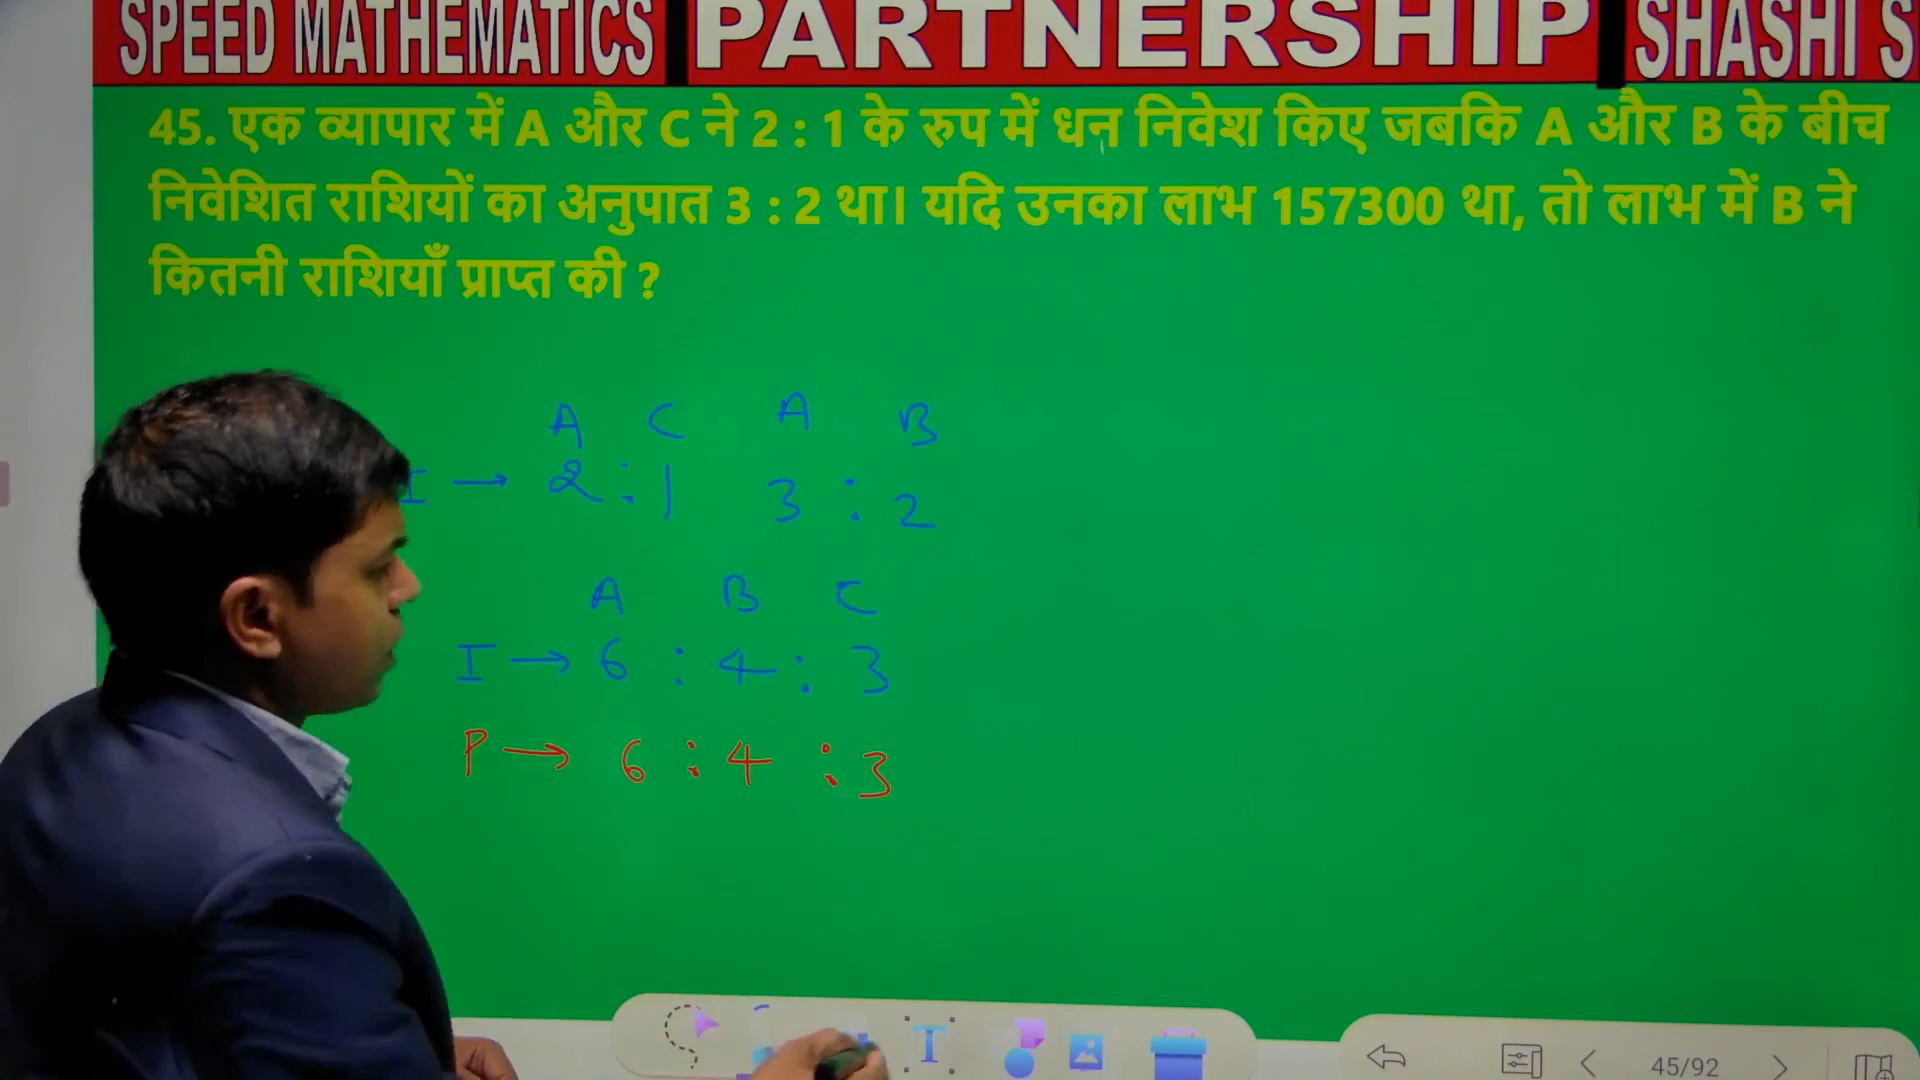 SPEED MATHEMATICS PARTNERSHIP SHASHI S
45. एक व्यापार में A और C ने 2 : 1 के रुप में धन निवेश किए जबकि A और B के बीच
निवेशित राशियों का अनुपात 3 : 2 था। यदि उनका लाभ 157300 था, तो लाभ में B ने
कितनी राशियाँ प्राप्त की ?
A C A B
I → 2 : 1 3 : 2
A B C
I → 6 : 4 : 3
P → 6 : 4 : 3
T
45/92